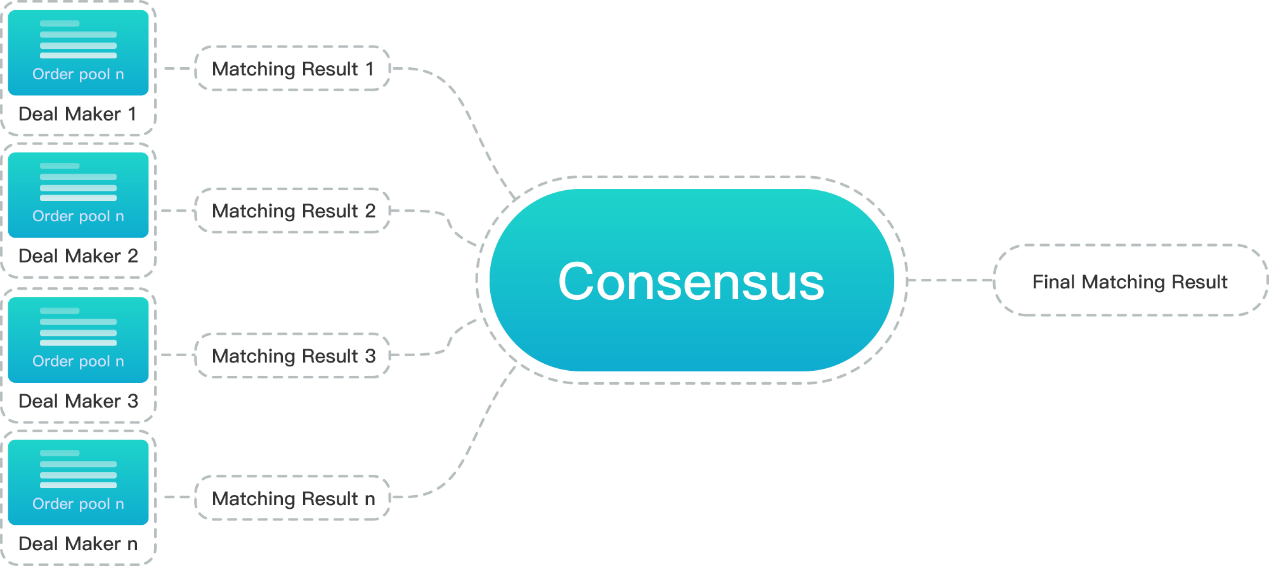 Order pool n
Deal Maker 1
Matching Result 1
Order pool n
Deal Maker 2
Matching Result 2
Order pool n
Deal Maker 3
Matching Result 3
Order pool n
Deal Maker n
Matching Result n
Consensus
Final Matching Result